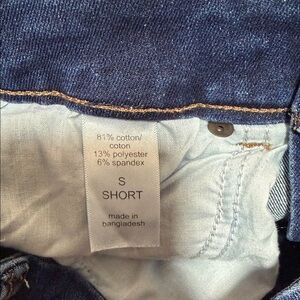 81% cotton/
coton
13% polyester
6% spandex
S
SHORT
made in
bangladesh